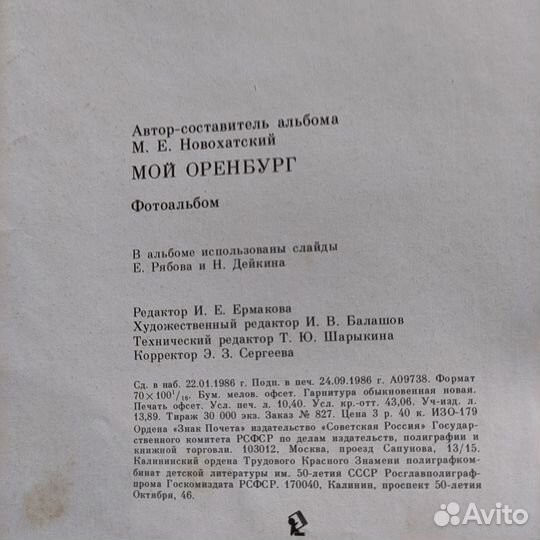 Автор-составитель альбома
М. Е. Новохатский
МОЙ ОРЕНБУРГ
Фотоальбом
В альбоме использованы слайды
Е. Рябова и Н. Дейкина
Редактор И. Е. Ермакова
Художественный редактор И. В. Балашов
Технический редактор Т. Ю. Шарыкина
Корректор Э. З. Сергеева
Сд. в наб. 22.01.1986 г. Подп. в печ. 24.09.1986 г. А09738. Формат
70×100¹/₁₆. Бум. мелов. офсет. Гарнитура обыкновенная новая.
Печать офсет. Усл. печ. л. 10,40. Усл. кр.-отт. 43,06. Уч-изд. л.
13,89. Тираж 30 000 экз. Заказ № 827. Цена 3 р. 40 к. ИЗО-179
Ордена «Знак Почета» издательство «Советская Россия» Государ-
ственного комитета РСФСР по делам издательств, полиграфии и
книжной торговли. 103012, Москва, проезд Сапунова, 13/15.
Калининский ордена Трудового Красного Знамени полиграфком-
бинат детской литературы им. 50-летия СССР Росглавполиграф-
прома Госкомиздата РСФСР. 170040, Калинин, проспект 50-летия
Октября, 46.
Avito